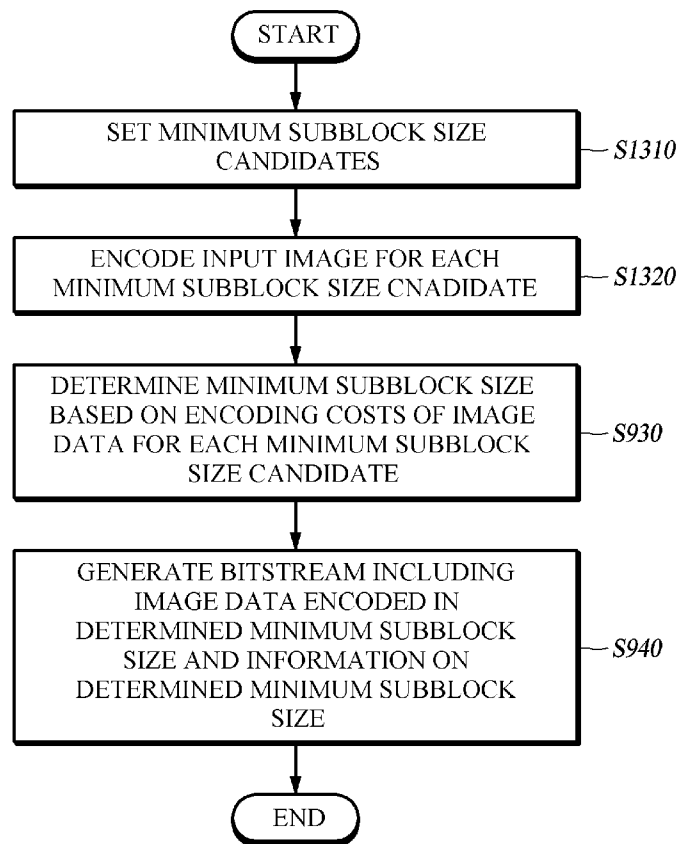 START
SET MINIMUM SUBBLOCK SIZE
CANDIDATES
S1310
ENCODE INPUT IMAGE FOR EACH
MINIMUM SUBBLOCK SIZE CNADIDATE
S1320
DETERMINE MINIMUM SUBBLOCK SIZE
BASED ON ENCODING COSTS OF IMAGE
DATA FOR EACH MINIMUM SUBBLOCK
SIZE CANDIDATE
S930
GENERATE BITSTREAM INCLUDING
IMAGE DATA ENCODED IN
DETERMINED MINIMUM SUBBLOCK
SIZE AND INFORMATION ON
DETERMINED MINIMUM SUBBLOCK
SIZE
S940
END